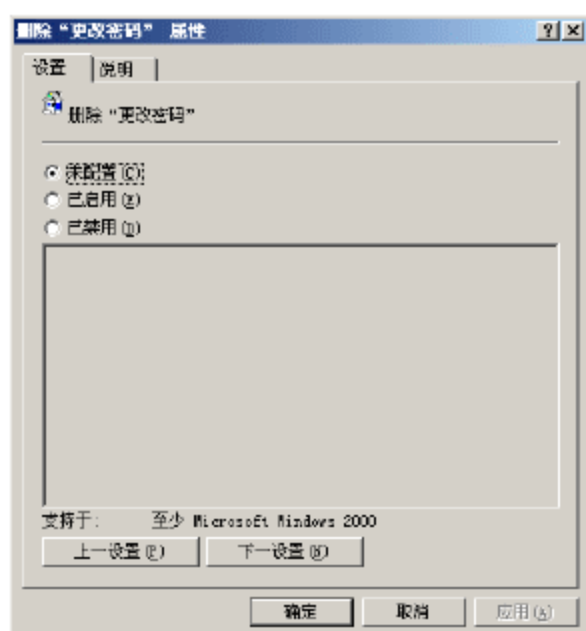 删除“更改密码” 属性
设置 说明
删除“更改密码”
未配置(C)
已启用(E)
已禁用(D)
支持于: 至少 Microsoft Windows 2000
上一设置(P) 下一设置(N)
确定 取消 应用(A)